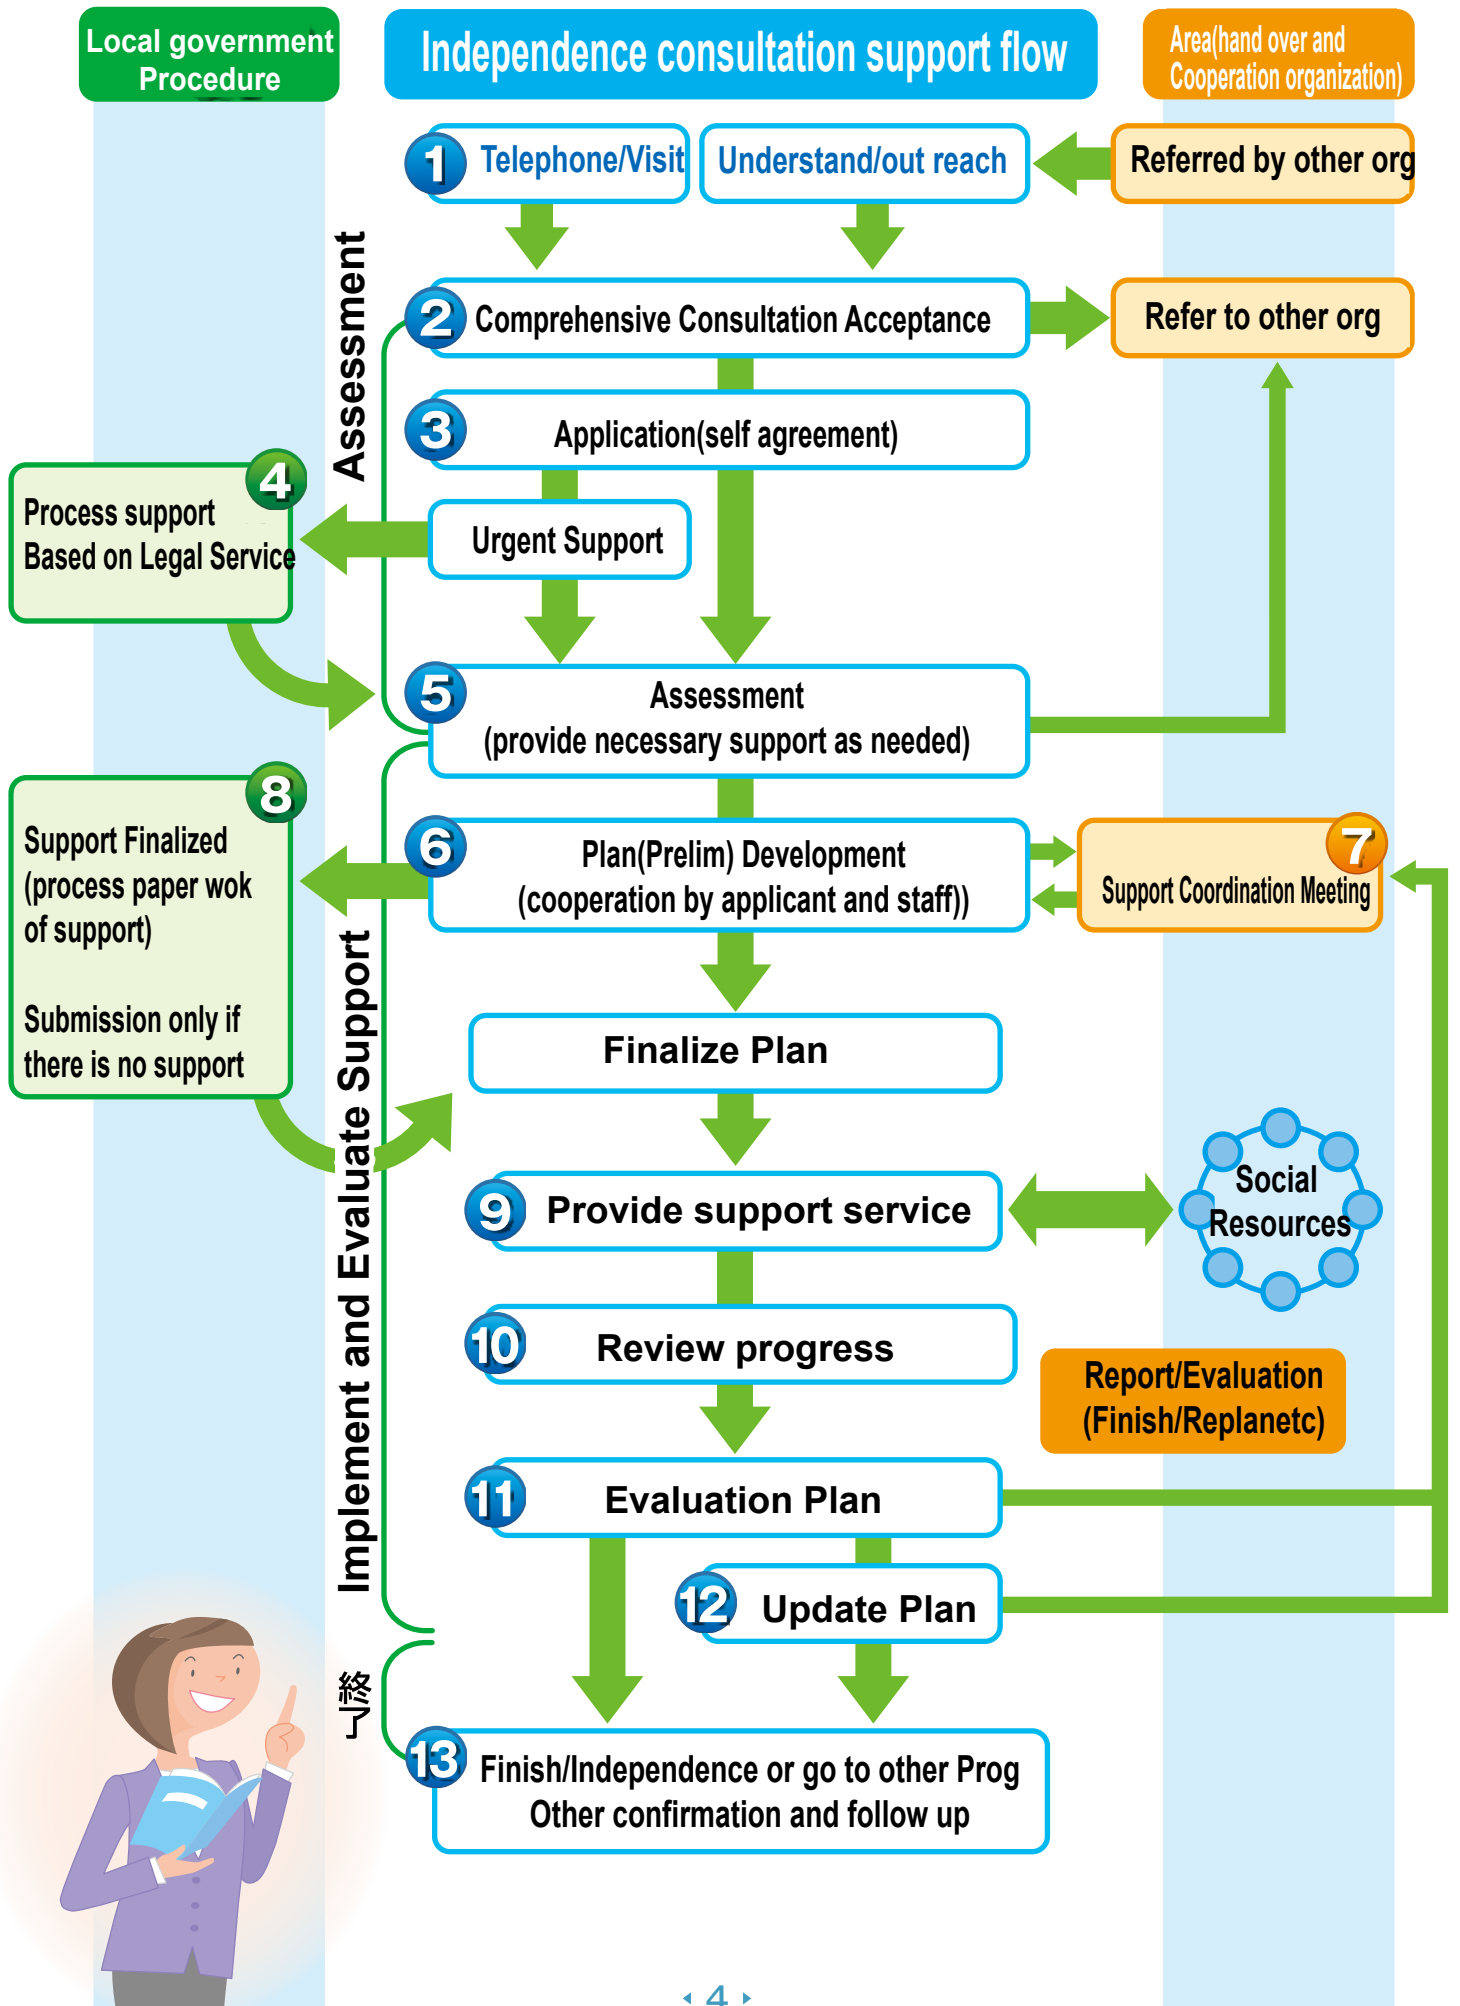 Local government
Procedure
Independence consultation support flow
Area(hand over and
Cooperation organization)
1
Telephone/Visit
Understand/out reach
Referred by other org
Assessment
2
Comprehensive Consultation Acceptance
Refer to other org
3
Application(self agreement)
4
Process support
Based on Legal Service
Urgent Support
5
Assessment
(provide necessary support as needed)
8
Support Finalized
(process paper wok
of support)
Submission only if
there is no support
6
Plan(Prelim) Development
(cooperation by applicant and staff))
7
Support Coordination Meeting
Implement and Evaluate Support
Finalize Plan
9
Provide support service
Social
Resources
10
Review progress
Report/Evaluation
(Finish/Replanetc)
11
Evaluation Plan
12
Update Plan
終了
13
Finish/Independence or go to other Prog
Other confirmation and follow up
4